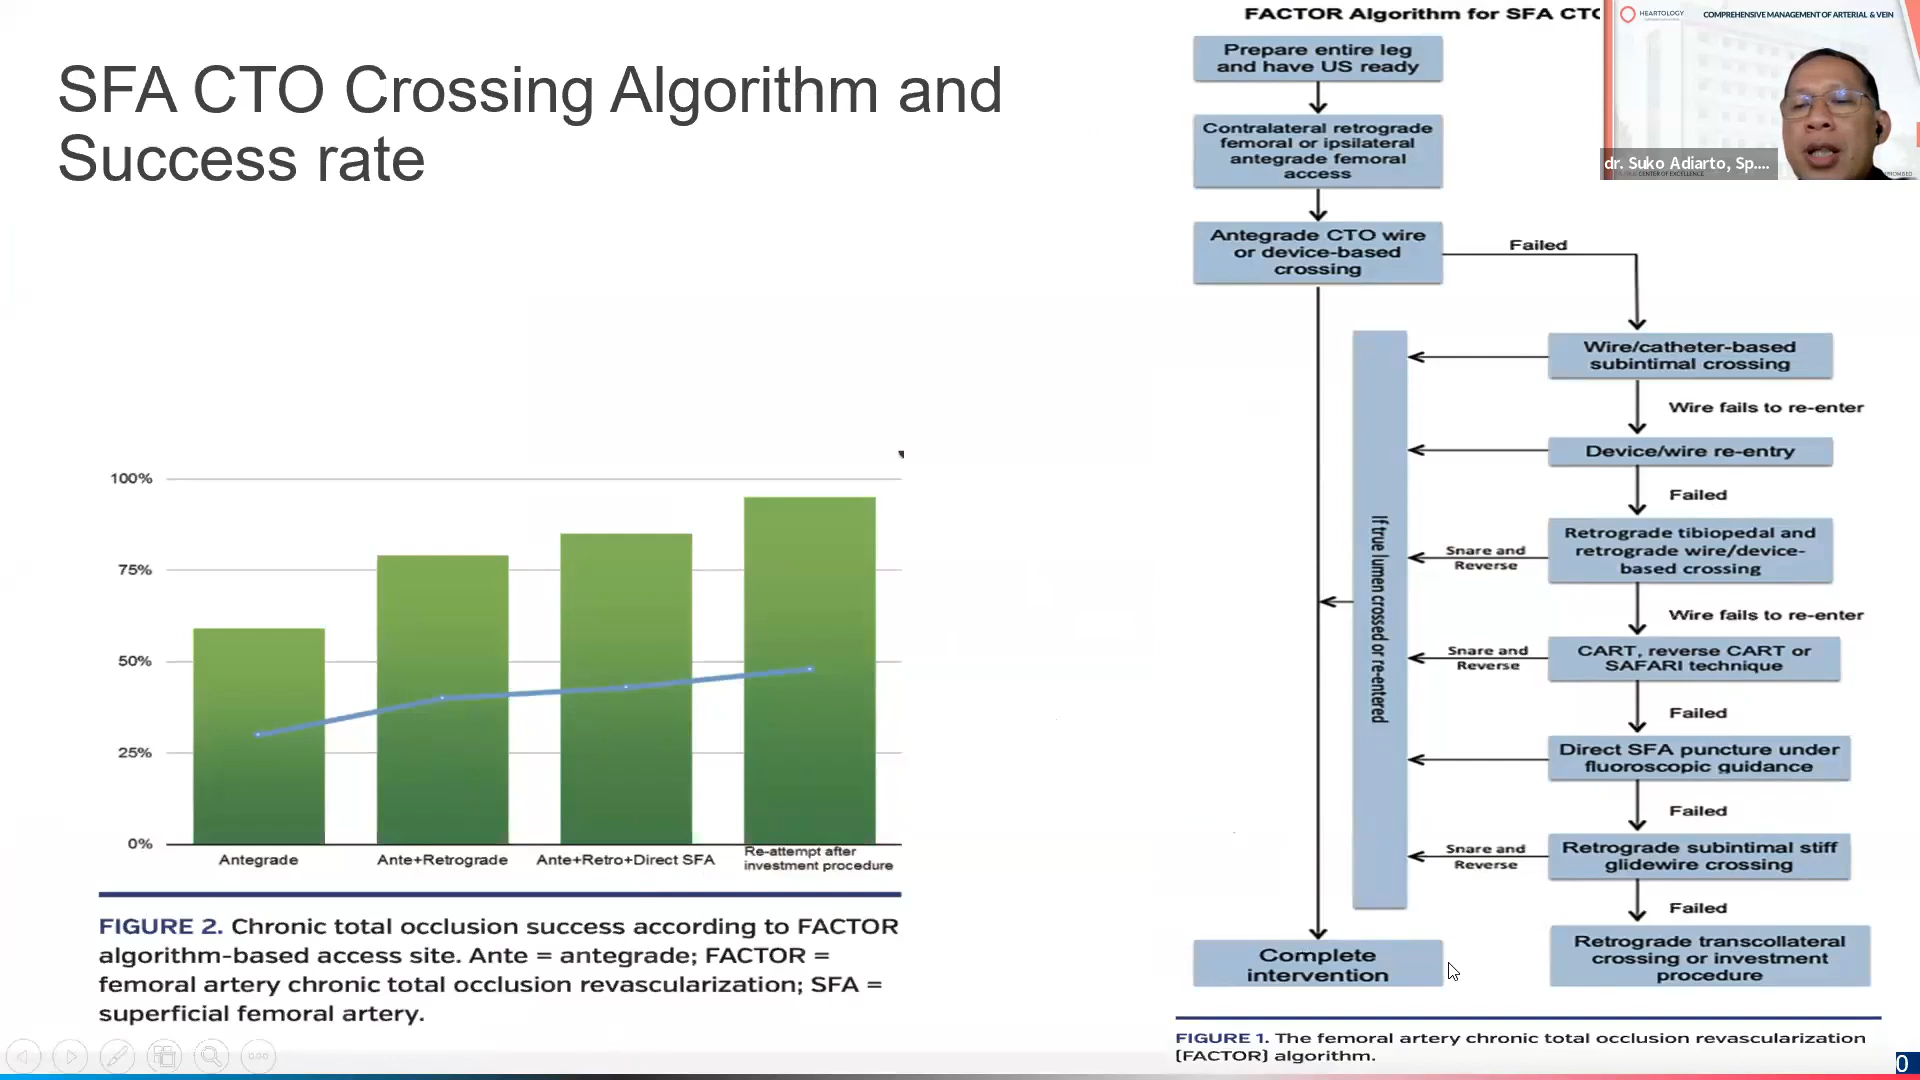 SFA CTO Crossing Algorithm and
Success rate
100%
75%
50%
25%
0%
Antegrade
Ante+Retrograde
Ante+Retro+Direct SFA
Re-attempt after
investment procedure
FIGURE 2. Chronic total occlusion success according to FACTOR
algorithm-based access site. Ante = antegrade; FACTOR =
femoral artery chronic total occlusion revascularization; SFA =
superficial femoral artery.
FACTOR Algorithm for SFA CTO
Prepare entire leg
and have US ready
Contralateral retrograde
femoral or ipsilateral
antegrade femoral
access
Antegrade CTO wire
or device-based
crossing
Failed
Wire/catheter-based
subintimal crossing
Wire fails to re-enter
Device/wire re-entry
Failed
Retrograde tibiopedal and
retrograde wire/device-
based crossing
Snare and
Reverse
Wire fails to re-enter
CART, reverse CART or
SAFARI technique
Snare and
Reverse
Failed
Direct SFA puncture under
fluoroscopic guidance
Failed
Retrograde subintimal stiff
glidewire crossing
Snare and
Reverse
Failed
Retrograde transcollateral
crossing or investment
procedure
If true lumen crossed or re-entered
Complete
intervention
FIGURE 1. The femoral artery chronic total occlusion revascularization
(FACTOR) algorithm.
HEARTOLOGY
COMPREHENSIVE MANAGEMENT OF ARTERIAL & VEIN
dr. Suko Adiarto, Sp....
CENTER OF EXCELLENCE
0